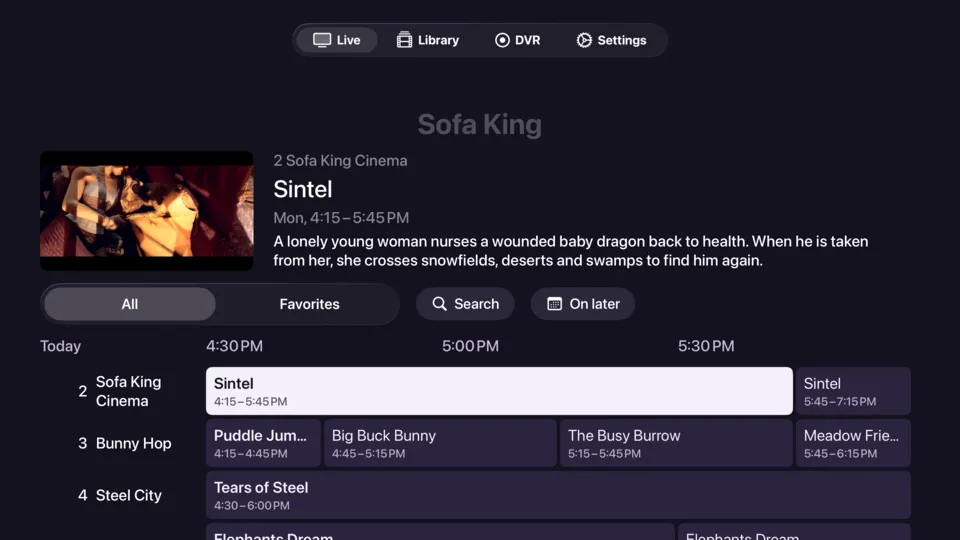 Live Library DVR Settings
Sofa King
2 Sofa King Cinema
Sintel
Mon, 4:15–5:45 PM
A lonely young woman nurses a wounded baby dragon back to health. When he is taken
from her, she crosses snowfields, deserts and swamps to find him again.
All Favorites Search On later
Today 4:30 PM 5:00 PM 5:30 PM
2 Sofa King
Cinema
Sintel
4:15–5:45 PM
Sintel
5:45–7:15 PM
3 Bunny Hop
Puddle Jum...
4:15–4:45 PM
Big Buck Bunny
4:45–5:15 PM
The Busy Burrow
5:15–5:45 PM
Meadow Frie...
5:45–6:15 PM
4 Steel City
Tears of Steel
4:30–6:00 PM
Elephants Dream
Elephants Dream